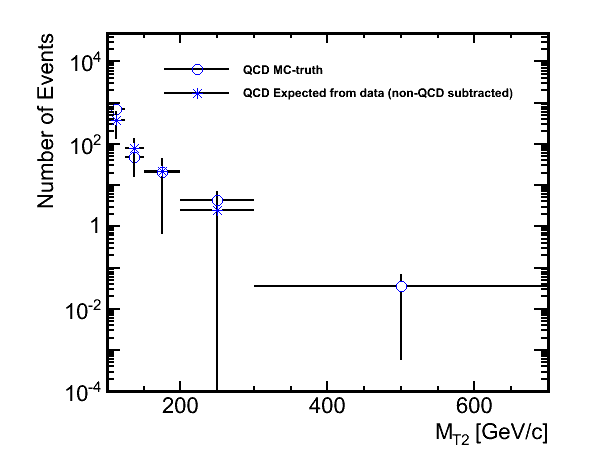 Number of Events
10^4
10^2
1
10^-2
10^-4
QCD MC-truth
QCD Expected from data (non-QCD subtracted)
200 400 600
M_T2 [GeV/c]